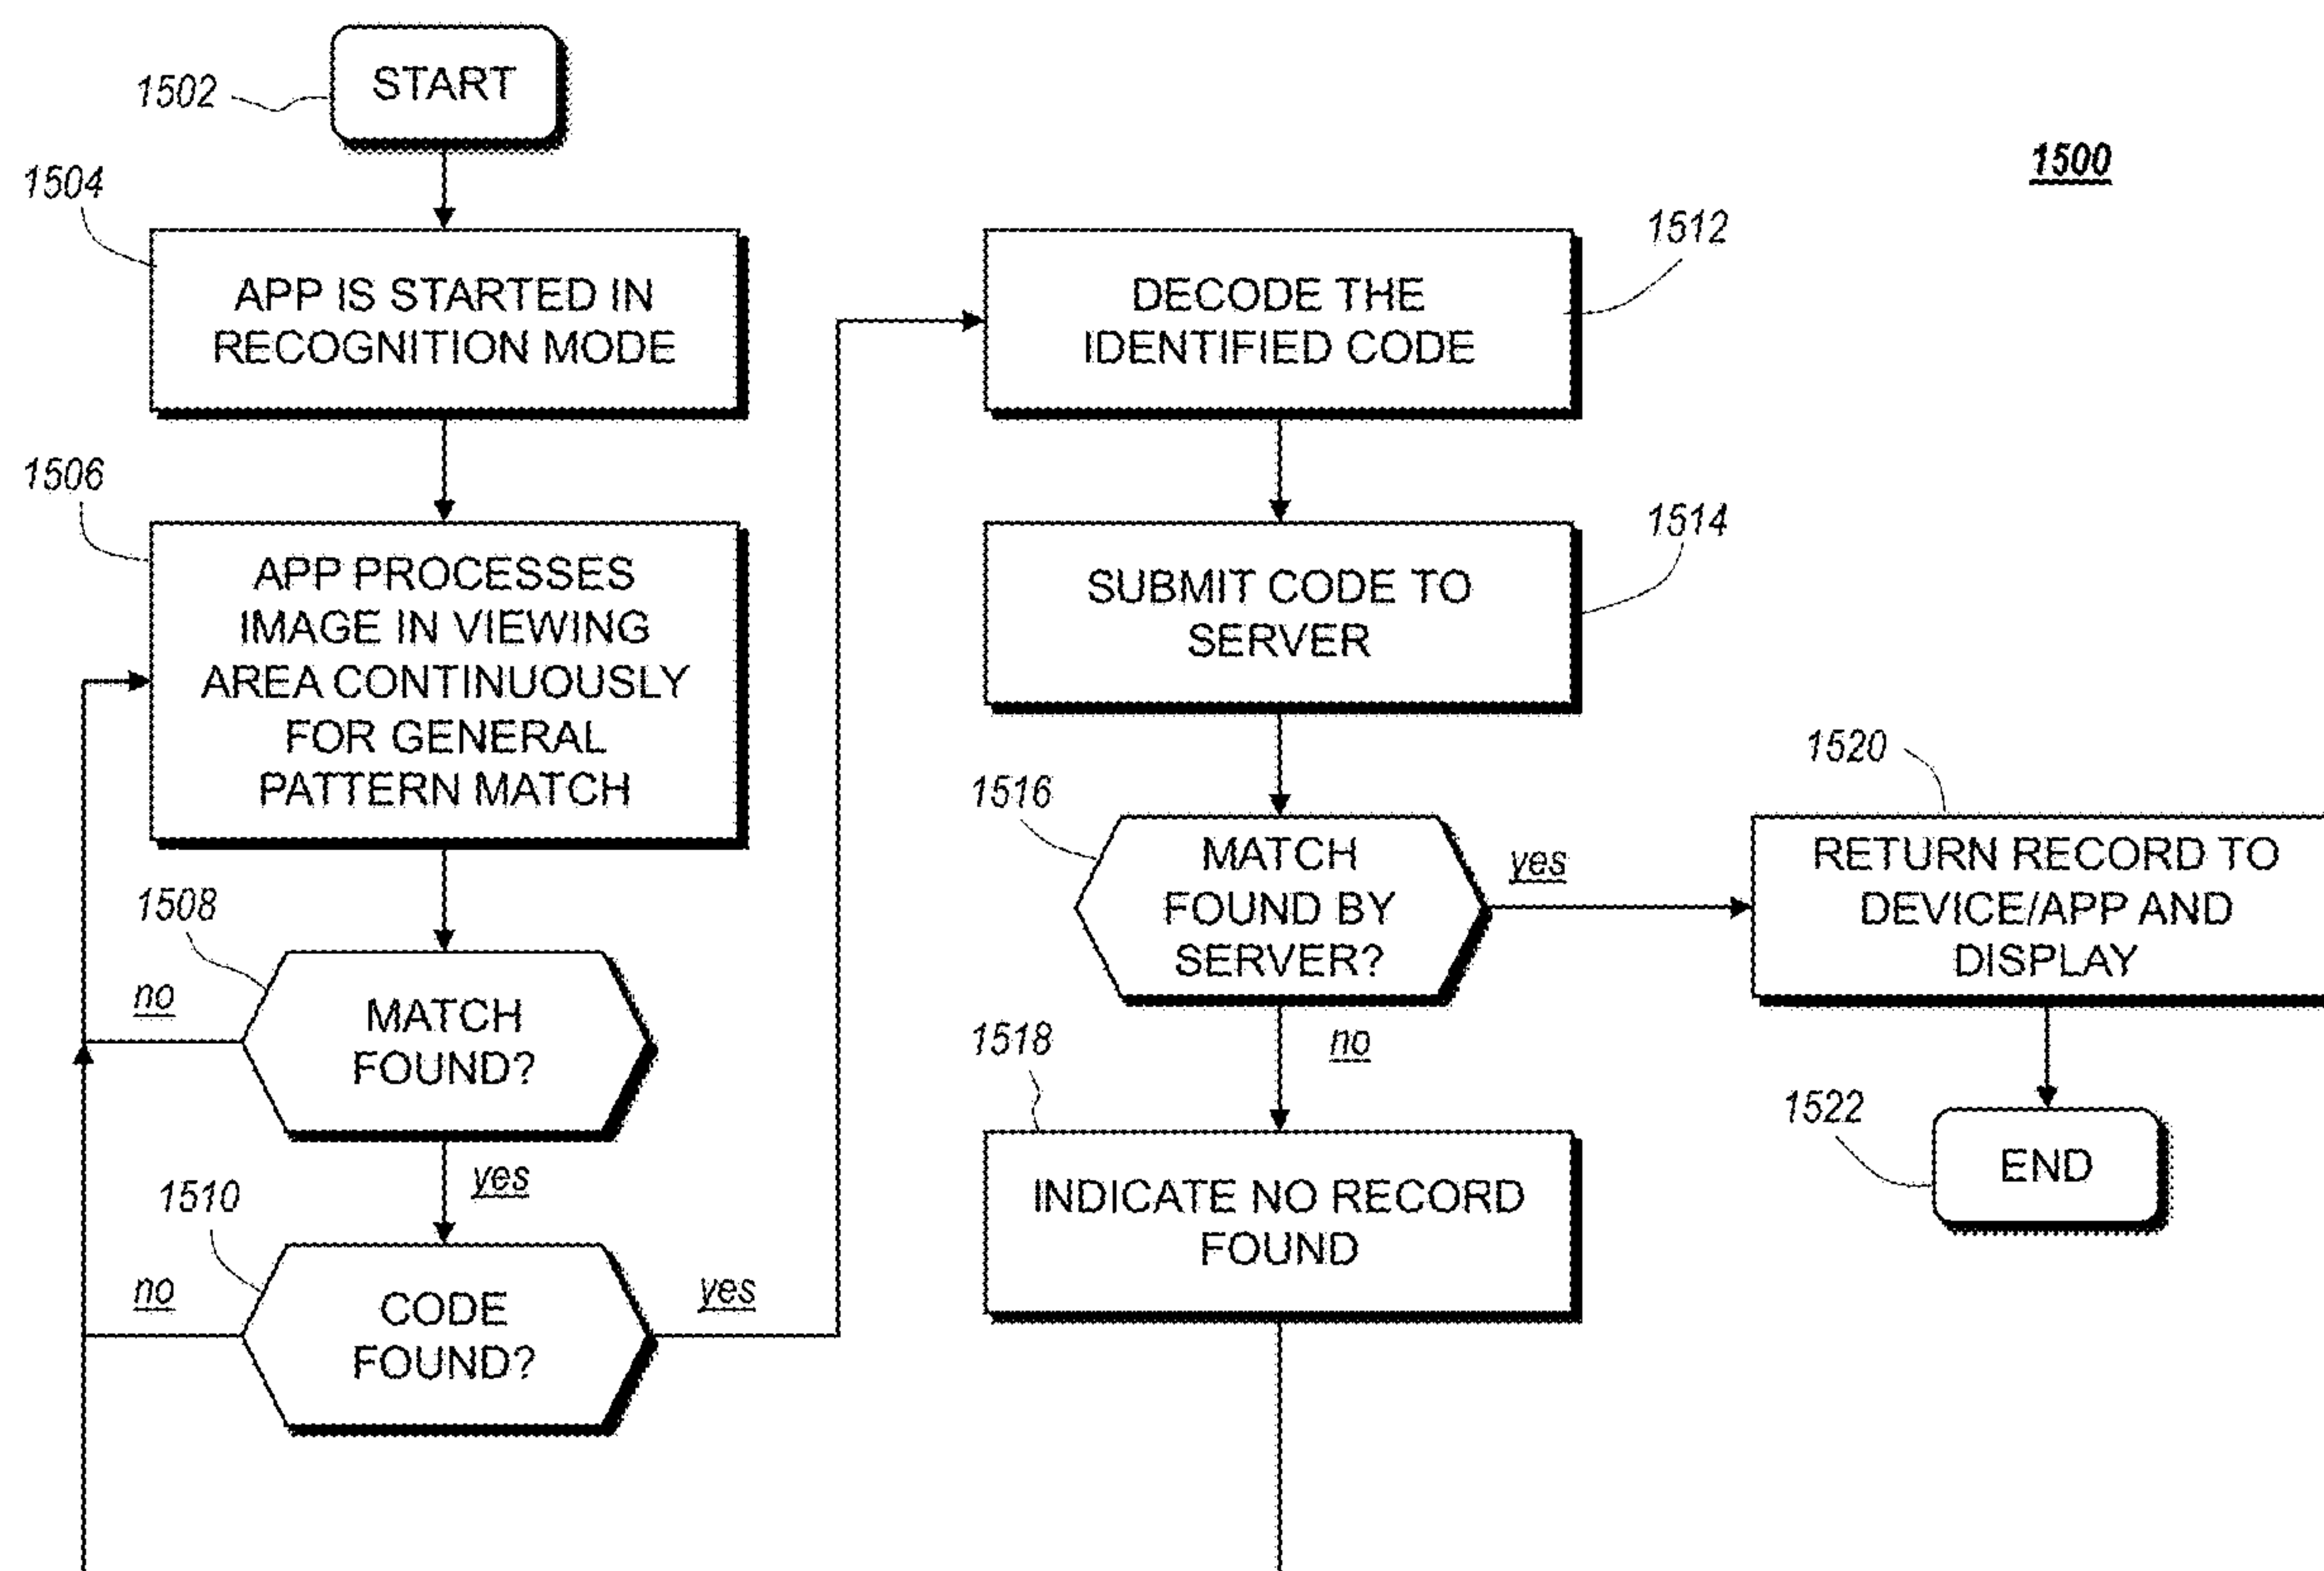 1500
1502
START
1504
APP IS STARTED IN
RECOGNITION MODE
1506
APP PROCESSES
IMAGE IN VIEWING
AREA CONTINUOUSLY
FOR GENERAL
PATTERN MATCH
1508
no
MATCH
FOUND?
yes
1510
no
CODE
FOUND?
yes
1512
DECODE THE
IDENTIFIED CODE
1514
SUBMIT CODE TO
SERVER
1516
MATCH
FOUND BY
SERVER?
yes
no
1518
INDICATE NO RECORD
FOUND
1520
RETURN RECORD TO
DEVICE/APP AND
DISPLAY
1522
END